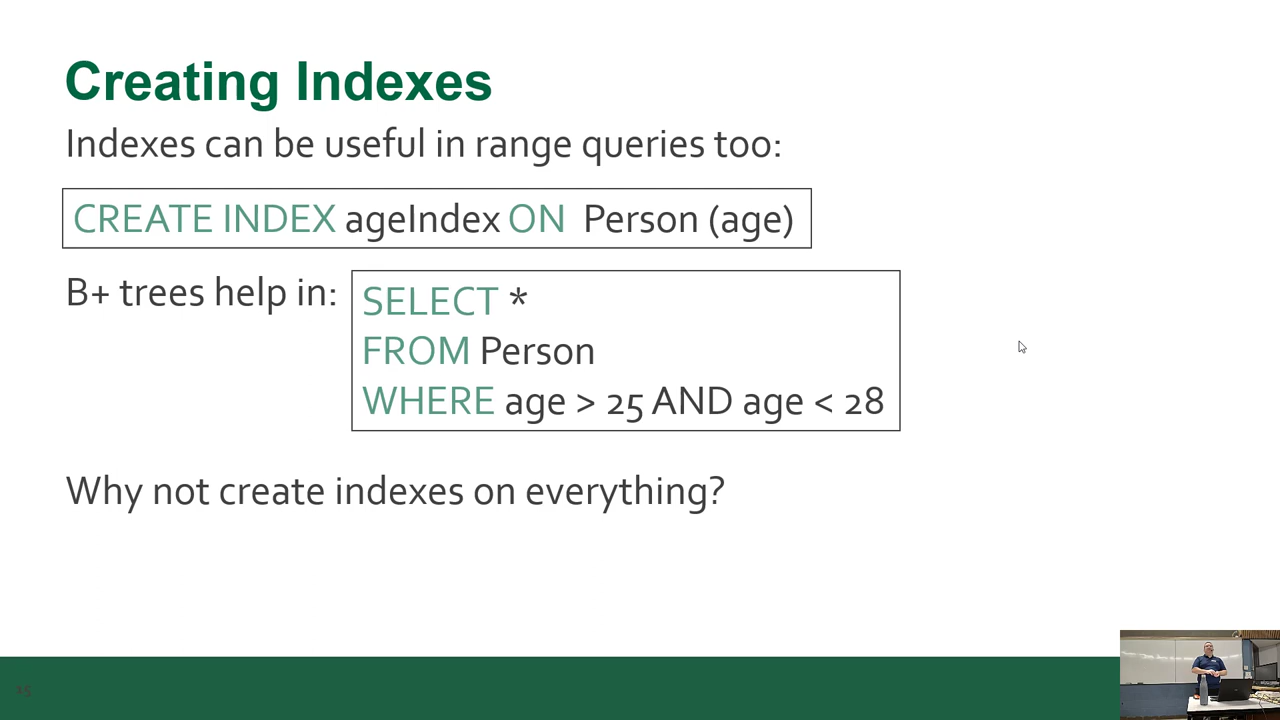 Creating Indexes
Indexes can be useful in range queries too:
CREATE INDEX ageIndex ON Person (age)
B+ trees help in:
SELECT *
FROM Person
WHERE age > 25 AND age < 28
Why not create indexes on everything?
15